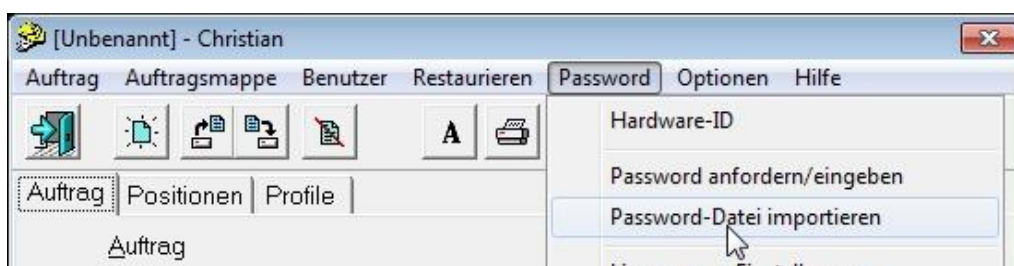 [Unbenannt] - Christian
Auftrag Auftragsmappe Benutzer Restaurieren Password Optionen Hilfe
A
Hardware-ID
Password anfordern/eingeben
Auftrag Positionen Profile
Password-Datei importieren
Auftrag